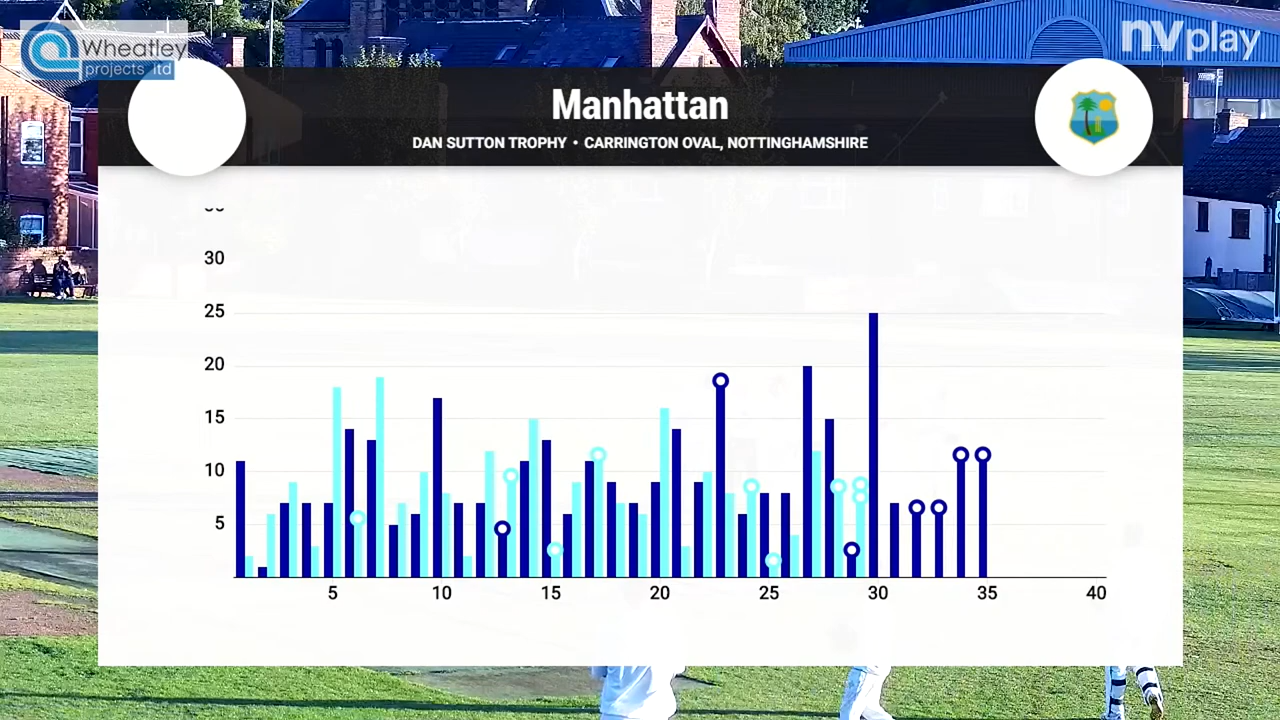 Wheatley
projects ltd
nvplay
Manhattan
DAN SUTTON TROPHY • CARRINGTON OVAL, NOTTINGHAMSHIRE
30
25
20
15
10
5
5 10 15 20 25 30 35 40